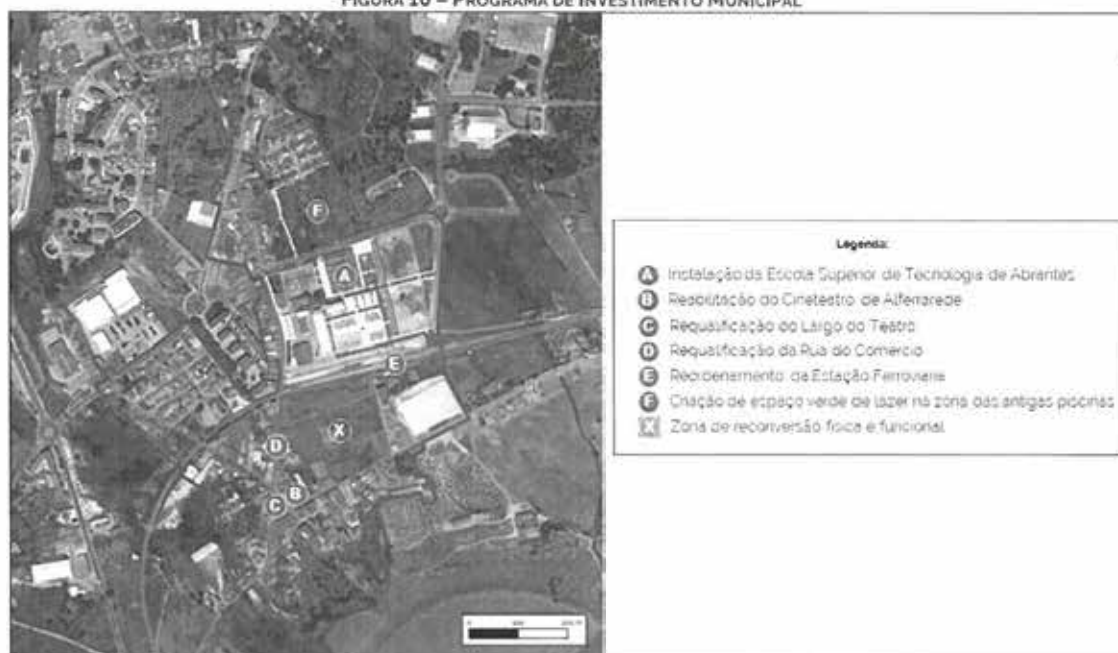 FIGURA 10 – PROGRAMA DE INVESTIMENTO MUNICIPAL
F
A
E
X
D
B
C
Legenda:
A Instalação da Escola Superior de Tecnologia de Abrantes
B Reabilitação do Cineteatro de Alferrarede
C Requalificação do Largo do Teatro
D Requalificação da Rua do Comércio
E Reordenamento da Estação Ferroviária
F Criação de espaço verde de lazer na zona das antigas piscinas
X Zona de reconversão física e funcional
0